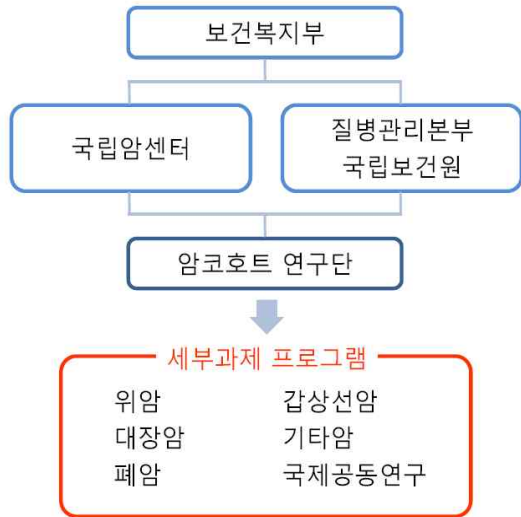 보건복지부
국립암센터
질병관리본부
국립보건원
암코호트 연구단
세부과제 프로그램
위암 갑상선암
대장암 기타암
폐암 국제공동연구